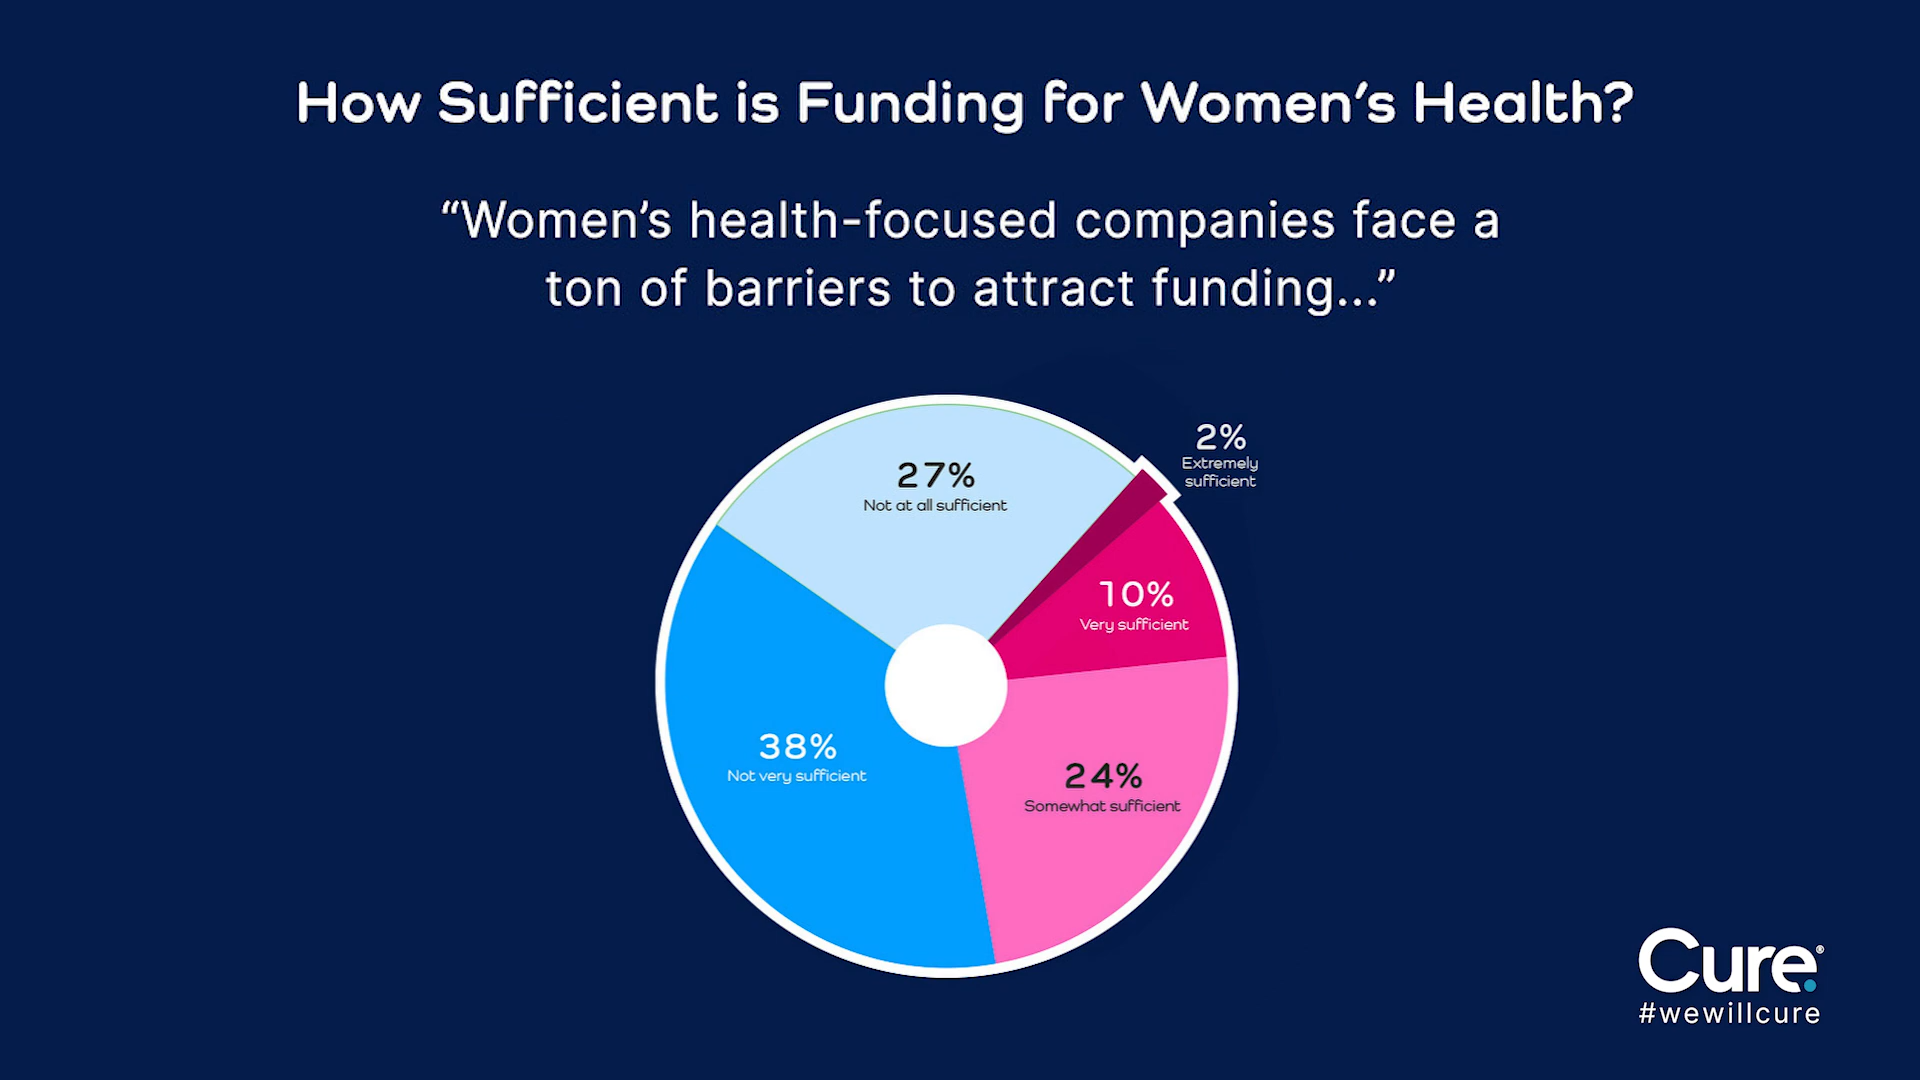 How Sufficient is Funding for Women's Health?
“Women’s health-focused companies face a
ton of barriers to attract funding...”
27%
Not at all sufficient
2%
Extremely
sufficient
10%
Very sufficient
38%
Not very sufficient
24%
Somewhat sufficient
Cure.®
#wewillcure